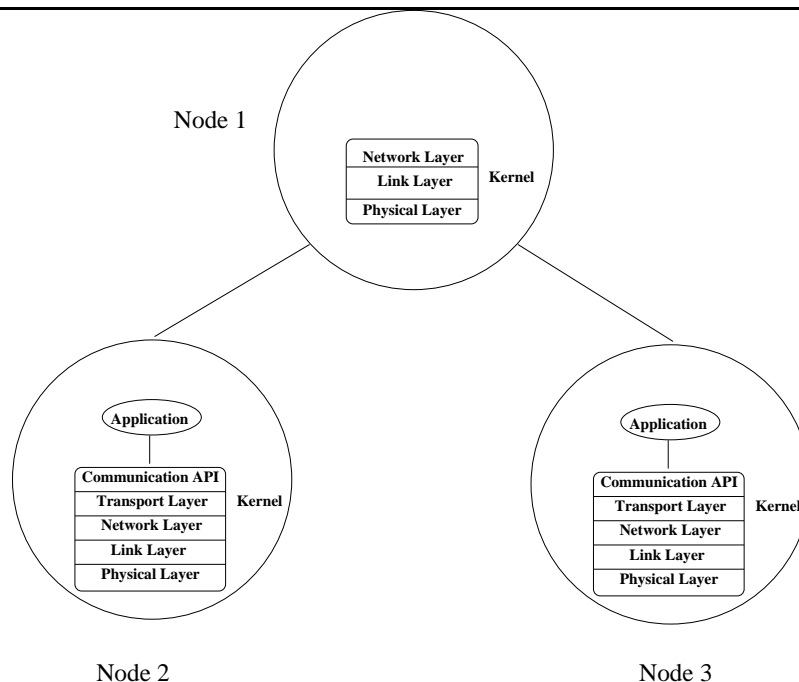 Node 1
Network Layer
Link Layer
Physical Layer
Kernel
Application
Communication API
Transport Layer
Network Layer
Link Layer
Physical Layer
Kernel
Node 2
Application
Communication API
Transport Layer
Network Layer
Link Layer
Physical Layer
Kernel
Node 3